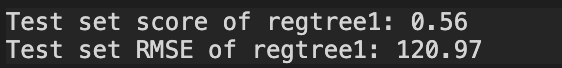 Test set score of regtree1: 0.56
Test set RMSE of regtree1: 120.97